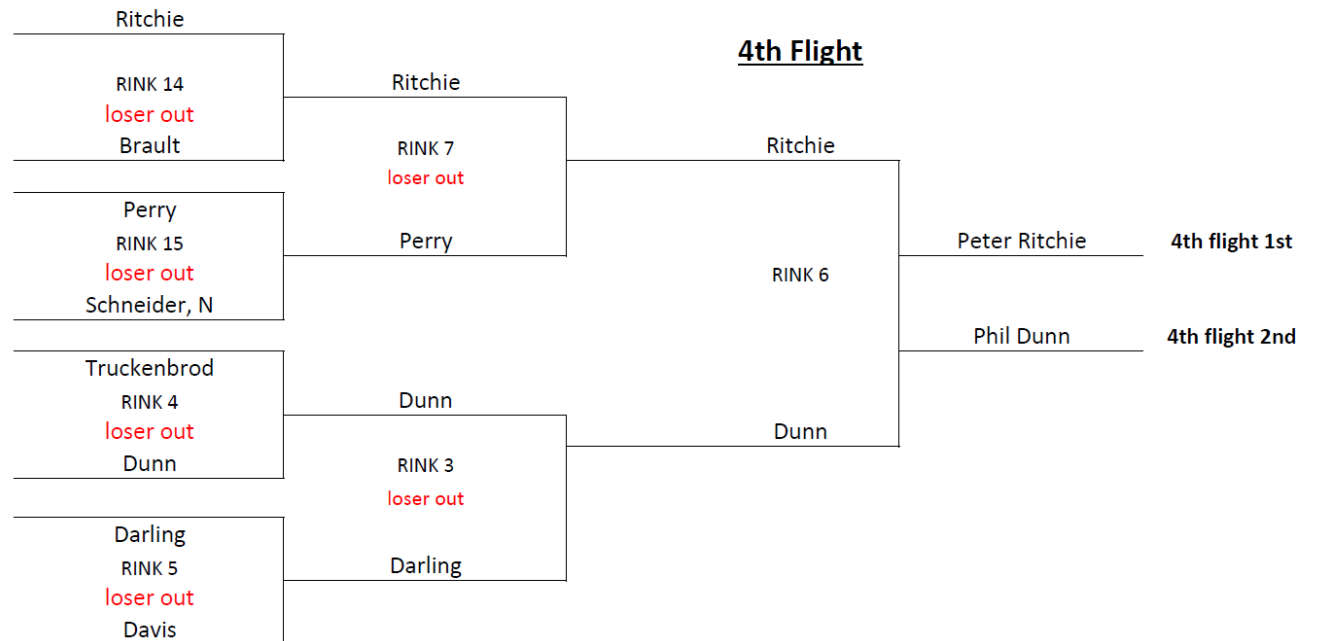 Ritchie
4th Flight
RINK 14
Ritchie
loser out
Brault
RINK 7
Ritchie
loser out
Perry
RINK 15
Perry
Peter Ritchie
4th flight 1st
loser out
RINK 6
Schneider, N
Phil Dunn
4th flight 2nd
Truckenbrod
RINK 4
Dunn
loser out
Dunn
Dunn
RINK 3
loser out
Darling
RINK 5
Darling
loser out
Davis